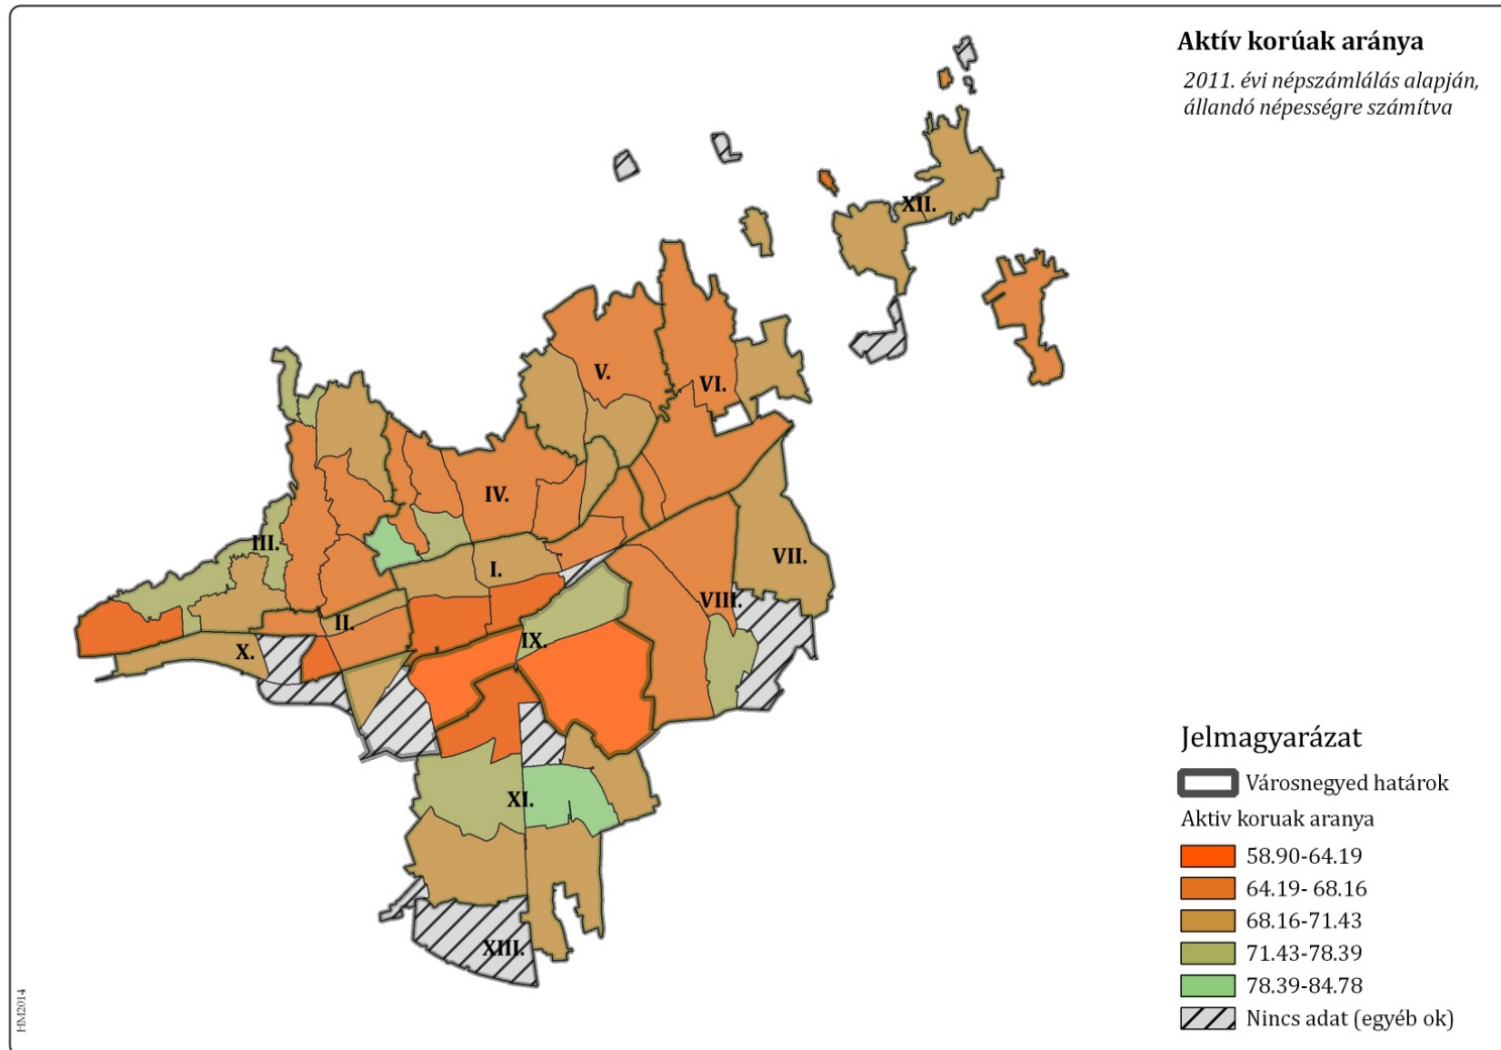 Aktív korúak aránya
2011. évi népszámlálás alapján,
állandó népességre számítva
XII.
V.
VI.
IV.
III.
I.
VII.
VIII.
II.
IX.
X.
XI.
XIII.
Jelmagyarázat
Városnegyed határok
Aktiv koruak aranya
58.90-64.19
64.19- 68.16
68.16-71.43
71.43-78.39
78.39-84.78
Nincs adat (egyéb ok)
HM2014